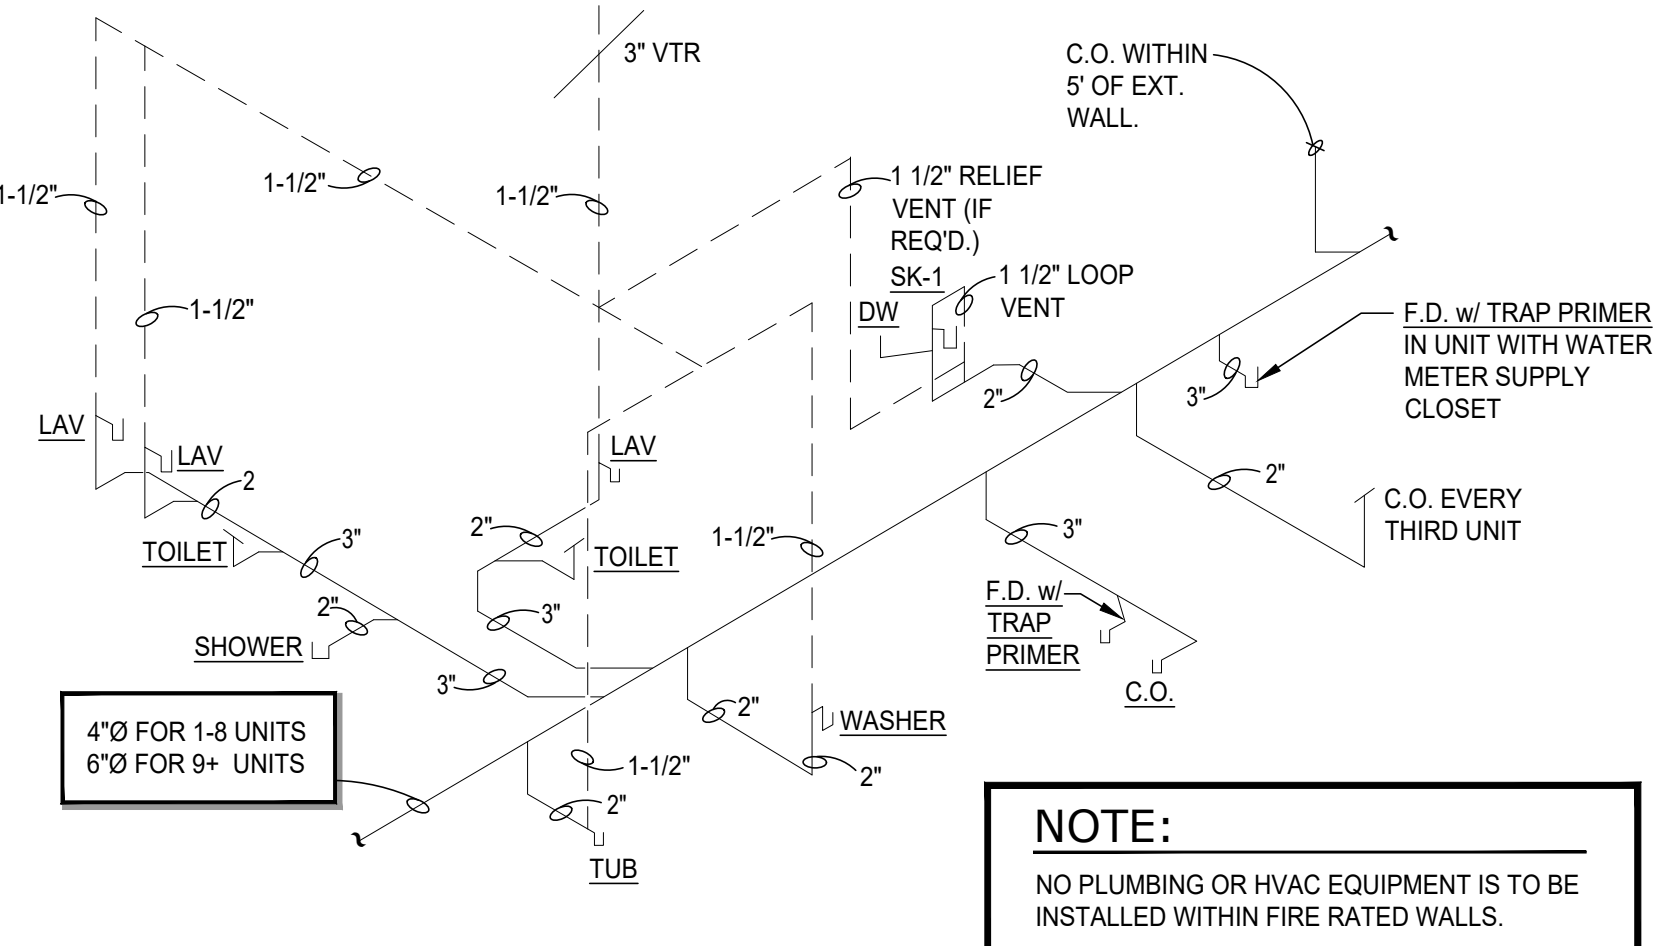 3" VTR
C.O. WITHIN
5' OF EXT.
WALL.
1-1/2"
1-1/2"
1-1/2"
1 1/2" RELIEF
VENT (IF
REQ'D.)
SK-1
1 1/2" LOOP
VENT
DW
1-1/2"
F.D. w/ TRAP PRIMER
IN UNIT WITH WATER
METER SUPPLY
CLOSET
2"
3"
LAV
LAV
LAV
2
2"
C.O. EVERY
THIRD UNIT
TOILET
3"
2"
TOILET
1-1/2"
3"
2"
SHOWER
3"
F.D. w/
TRAP
PRIMER
3"
C.O.
4"Ø FOR 1-8 UNITS
6"Ø FOR 9+ UNITS
2"
WASHER
1-1/2"
2"
2"
TUB
NOTE:
NO PLUMBING OR HVAC EQUIPMENT IS TO BE
INSTALLED WITHIN FIRE RATED WALLS.